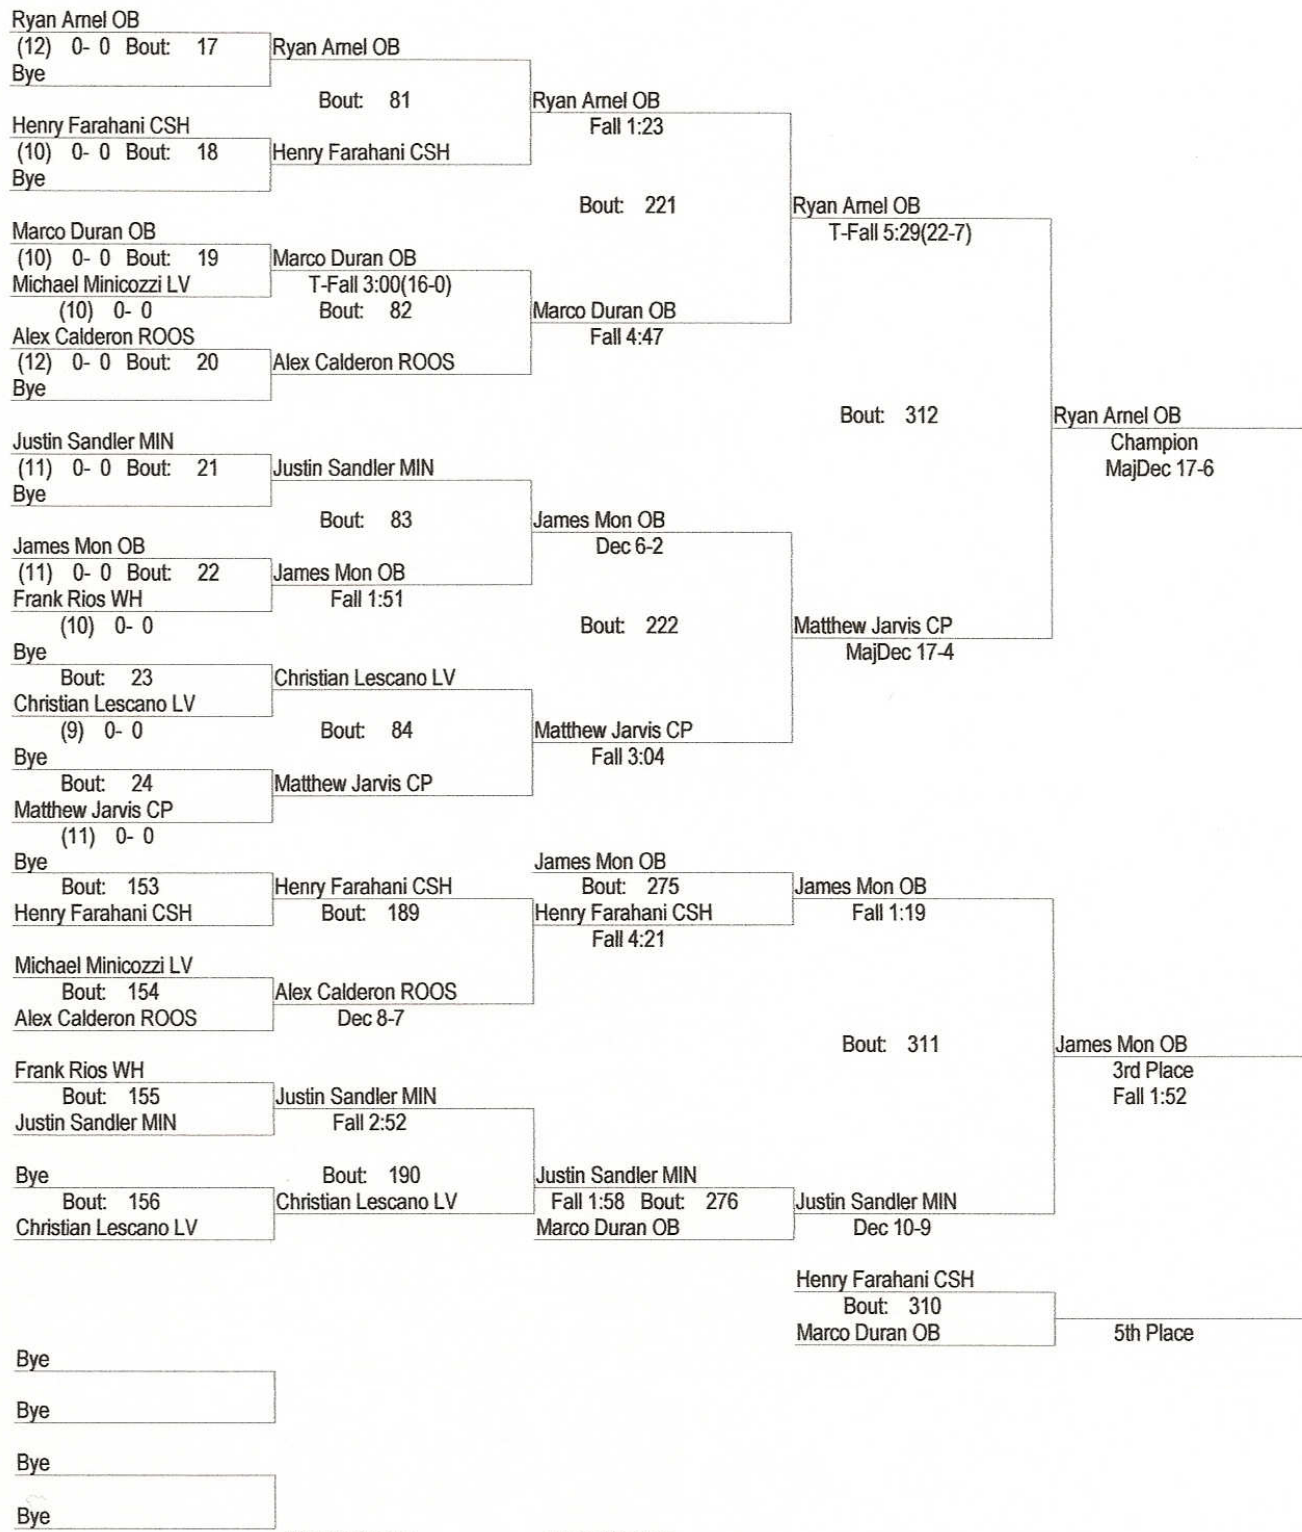 Ryan Arnel OB
(12) 0- 0 Bout: 17
Bye
Ryan Arnel OB
Bout: 81
Henry Farahani CSH
(10) 0- 0 Bout: 18
Bye
Henry Farahani CSH
Ryan Arnel OB
Fall 1:23
Bout: 221
Marco Duran OB
(10) 0- 0 Bout: 19
Michael Minicozzi LV
(10) 0- 0
Marco Duran OB
T-Fall 3:00(16-0)
Bout: 82
Alex Calderon ROOS
(12) 0- 0 Bout: 20
Bye
Alex Calderon ROOS
Marco Duran OB
Fall 4:47
Ryan Arnel OB
T-Fall 5:29(22-7)
Bout: 312
Ryan Arnel OB
Champion
MajDec 17-6
Justin Sandler MIN
(11) 0- 0 Bout: 21
Bye
Justin Sandler MIN
Bout: 83
James Mon OB
(11) 0- 0 Bout: 22
Frank Rios WH
(10) 0- 0
James Mon OB
Fall 1:51
James Mon OB
Dec 6-2
Bout: 222
Bye
Bout: 23
Christian Lescano LV
(9) 0- 0
Christian Lescano LV
Bout: 84
Bye
Bout: 24
Matthew Jarvis CP
(11) 0- 0
Matthew Jarvis CP
Matthew Jarvis CP
Fall 3:04
Matthew Jarvis CP
MajDec 17-4
Bye
Bout: 153
Henry Farahani CSH
Henry Farahani CSH
Bout: 189
Michael Minicozzi LV
Bout: 154
Alex Calderon ROOS
Alex Calderon ROOS
Dec 8-7
James Mon OB
Bout: 275
Henry Farahani CSH
Fall 4:21
James Mon OB
Fall 1:19
Bout: 311
James Mon OB
3rd Place
Fall 1:52
Frank Rios WH
Bout: 155
Justin Sandler MIN
Justin Sandler MIN
Fall 2:52
Bout: 190
Bye
Bout: 156
Christian Lescano LV
Christian Lescano LV
Justin Sandler MIN
Fall 1:58 Bout: 276
Marco Duran OB
Justin Sandler MIN
Dec 10-9
Henry Farahani CSH
Bout: 310
Marco Duran OB
5th Place
Bye
Bye
Bye
Bye